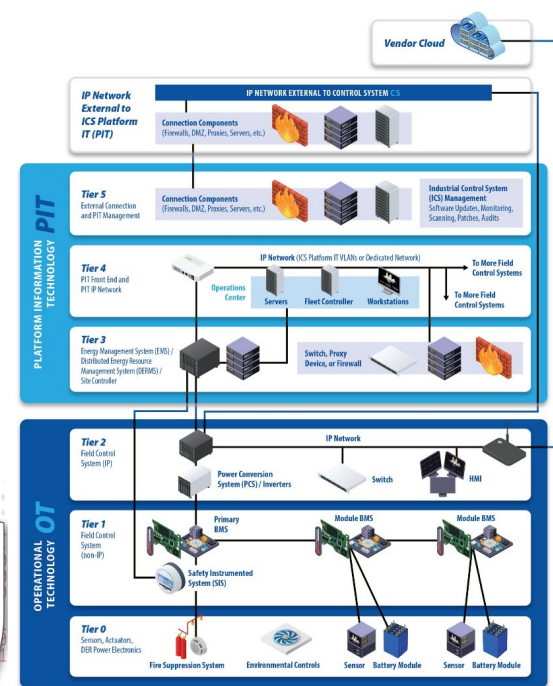 Vendor Cloud
IP Network
External to
ICS Platform
IT (PIT)
IP NETWORK EXTERNAL TO CONTROL SYSTEM CS
Connection Components
(Firewalls, DMZ, Proxies, Servers, etc.)
PLATFORM INFORMATION
TECHNOLOGY PIT
Tier 5
External Connection
and PIT Management
Connection Components
(Firewalls, DMZ, Proxies, Servers, etc.)
Industrial Control System
(ICS) Management
Software Updates, Monitoring,
Scanning, Patches, Audits
Tier 4
PIT Front End and
PIT IP Network
IP Network (ICS Platform IT VLANs or Dedicated Network)
Operations
Center
Servers
Fleet Controller
Workstations
To More Field
Control Systems
To More Field
Control Systems
Tier 3
Energy Management System (EMS) /
Distributed Energy Resource
Management System (DERMS) /
Site Controller
Switch, Proxy
Device, or Firewall
OPERATIONAL
TECHNOLOGY OT
Tier 2
Field Control
System (IP)
IP Network
Power Conversion
System (PCS) / Inverters
Switch
HMI
Tier 1
Field Control
System
(non-IP)
Primary
BMS
Module BMS
Module BMS
Safety Instrumented
System (SIS)
Tier 0
Sensors, Actuators,
DER Power Electronics
Fire Suppression System
Environmental Controls
Sensor
Battery Module
Sensor
Battery Module